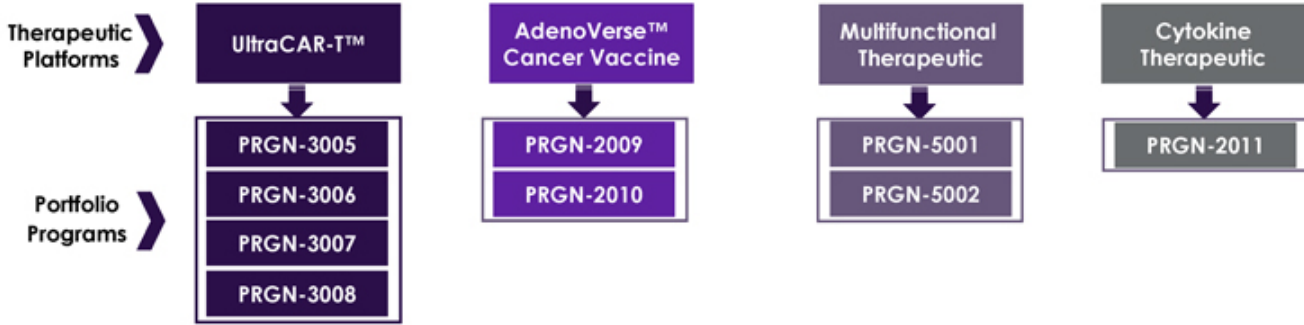 Therapeutic
Platforms
UltraCAR-T™
AdenoVerse™
Cancer Vaccine
Multifunctional
Therapeutic
Cytokine
Therapeutic
Portfolio
Programs
PRGN-3005
PRGN-3006
PRGN-3007
PRGN-3008
PRGN-2009
PRGN-2010
PRGN-5001
PRGN-5002
PRGN-2011